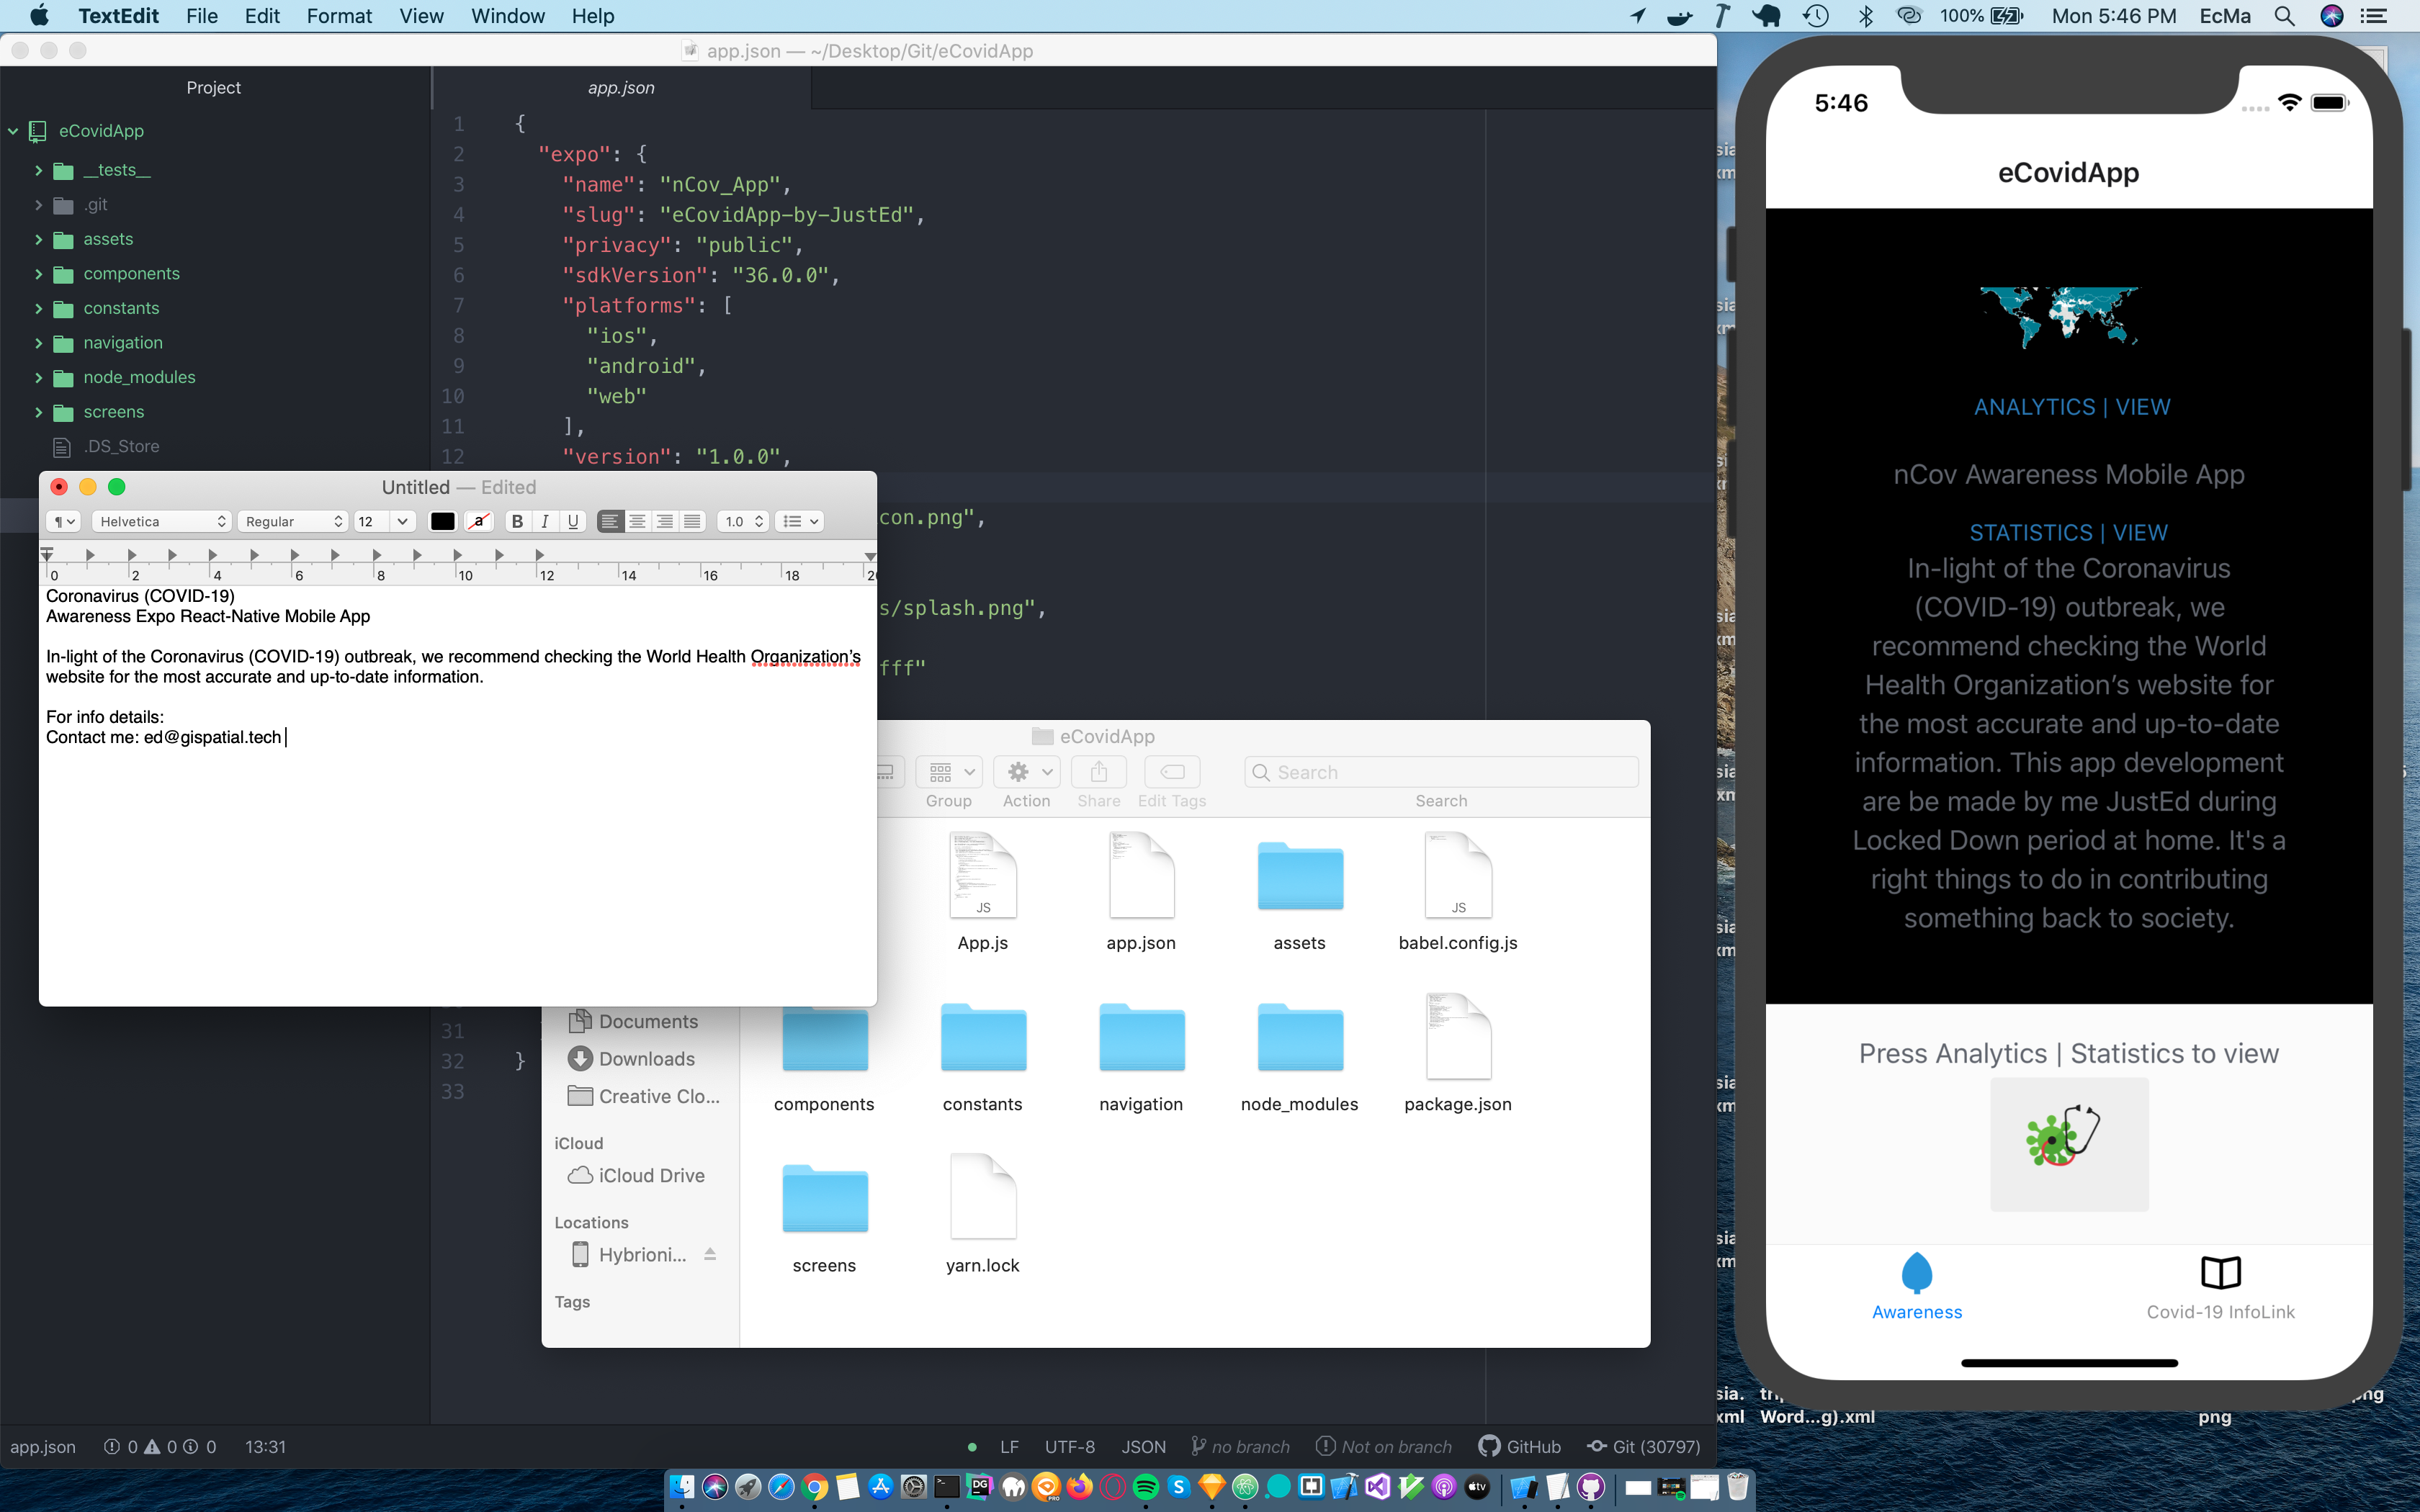 TextEdit File Edit Format View Window Help
100% Mon 5:46 PM EcMa
app.json — ~/Desktop/Git/eCovidApp
Project
app.json
eCovidApp
__tests__
.git
assets
components
constants
navigation
node_modules
screens
.DS_Store
1 {
2 "expo": {
3 "name": "nCov_App",
4 "slug": "eCovidApp-by-JustEd",
5 "privacy": "public",
6 "sdkVersion": "36.0.0",
7 "platforms": [
8 "ios",
9 "android",
10 "web"
11 ],
12 "version": "1.0.0",
con.png",
s/splash.png",
fff"
31
32 }
33
Untitled — Edited
Helvetica Regular 12 a B I U 1.0
0 2 4 6 8 10 12 14 16 18 20
Coronavirus (COVID-19)
Awareness Expo React-Native Mobile App
In-light of the Coronavirus (COVID-19) outbreak, we recommend checking the World Health Organization’s
website for the most accurate and up-to-date information.
For info details:
Contact me: ed@gispatial.tech
eCovidApp
Search
Group Action Share Edit Tags Search
JS
JS
App.js app.json assets babel.config.js
components constants navigation node_modules package.json
screens yarn.lock
Documents
Downloads
Creative Clo...
iCloud
iCloud Drive
Locations
Hybrioni...
Tags
app.json 0 0 0 13:31
LF UTF-8 JSON no branch Not on branch GitHub Git (30797)
5:46
eCovidApp
ANALYTICS | VIEW
nCov Awareness Mobile App
STATISTICS | VIEW
In-light of the Coronavirus
(COVID-19) outbreak, we
recommend checking the World
Health Organization’s website for
the most accurate and up-to-date
information. This app development
are be made by me JustEd during
Locked Down period at home. It's a
right things to do in contributing
something back to society.
Press Analytics | Statistics to view
Awareness
Covid-19 InfoLink
Word...g).xml
png
DG
PRO
tv